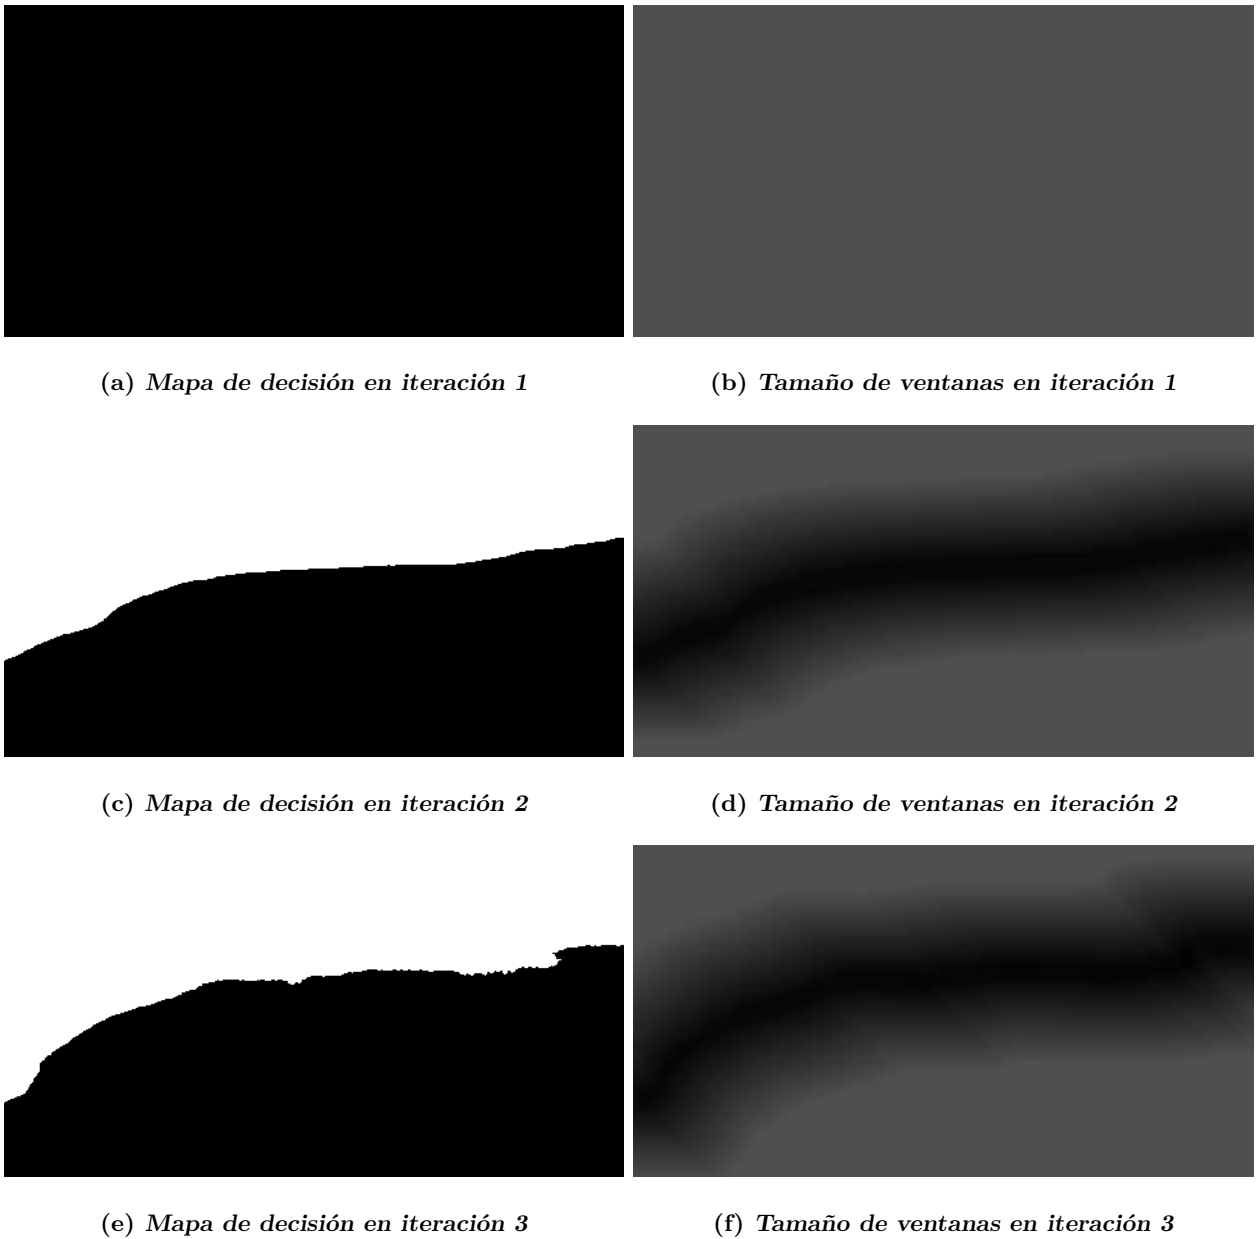 (a) Mapa de decisión en iteración 1
(b) Tamaño de ventanas en iteración 1
(c) Mapa de decisión en iteración 2
(d) Tamaño de ventanas en iteración 2
(e) Mapa de decisión en iteración 3
(f) Tamaño de ventanas en iteración 3